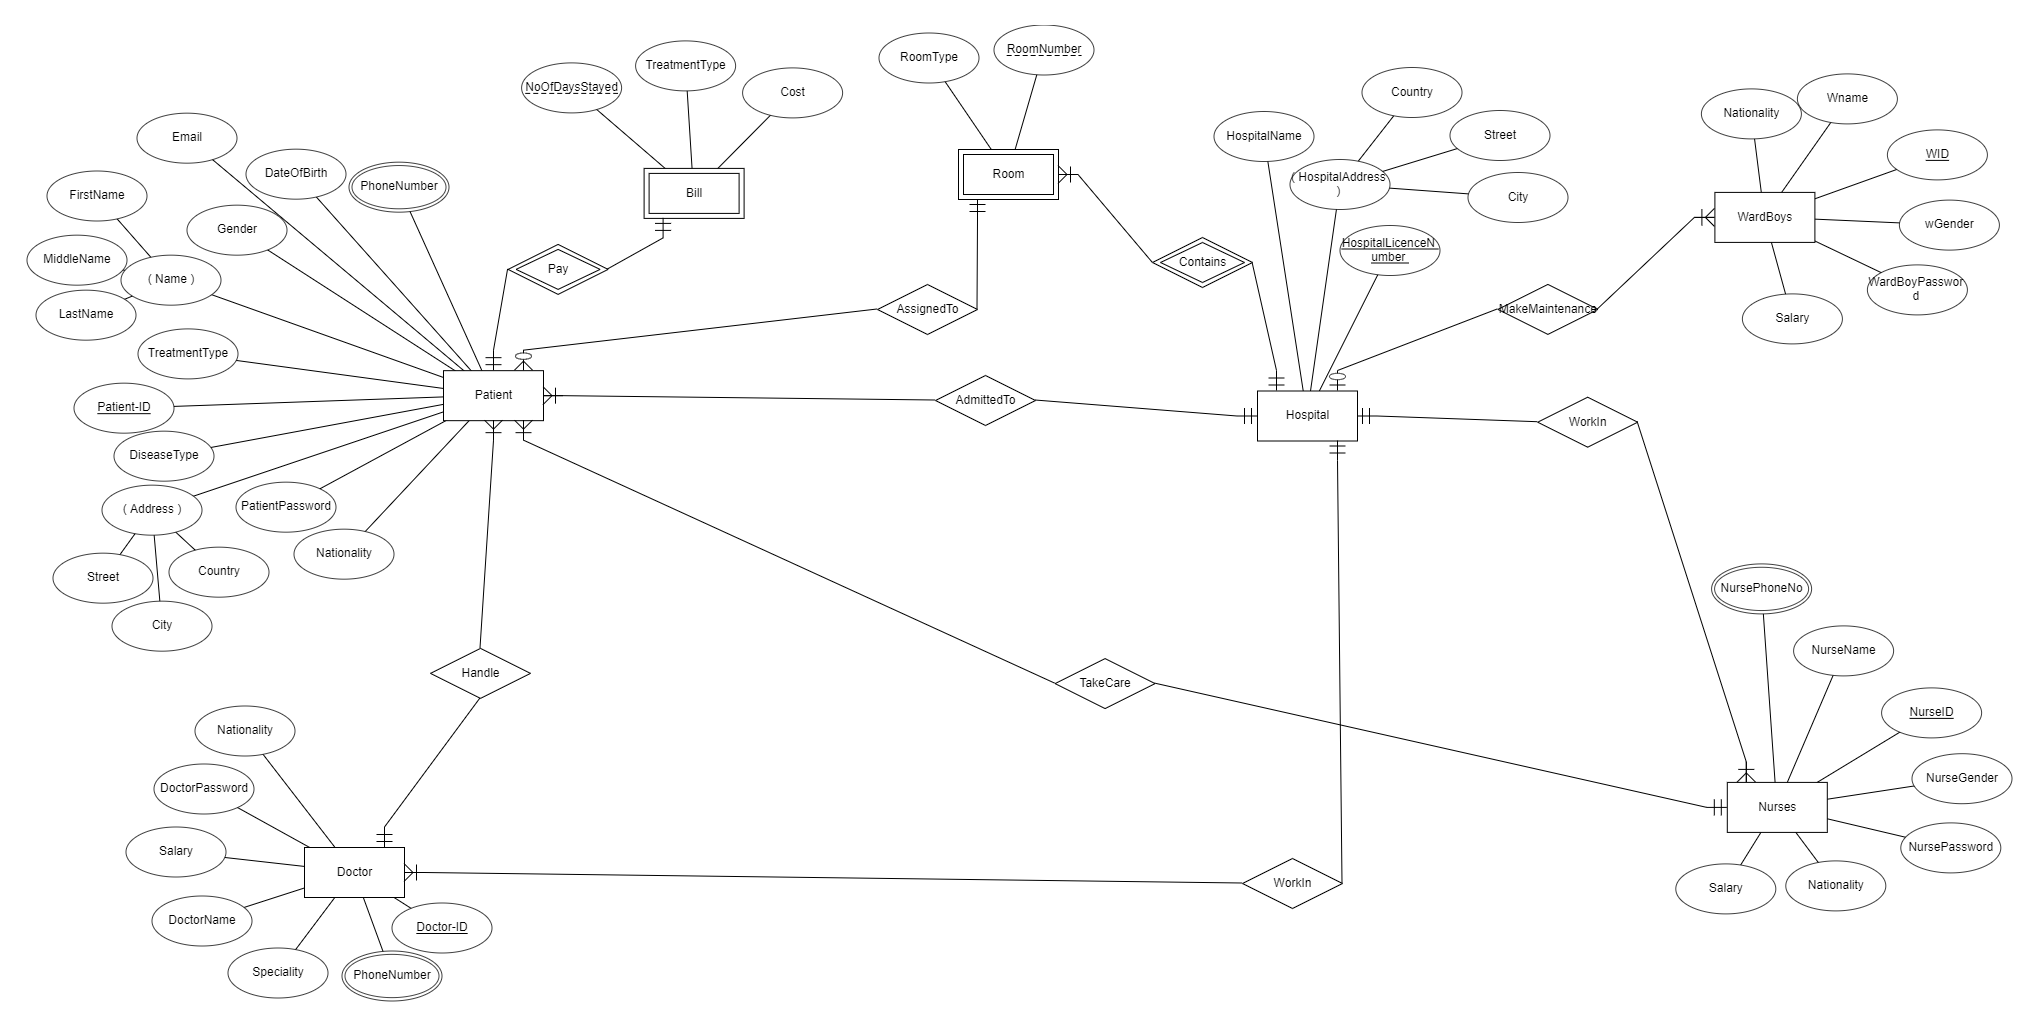 RoomNumber
RoomType
TreatmentType
NoOfDaysStayed
Cost
Country
Street
HospitalName
( HospitalAddress
)
City
HospitalLicenceN
umber
Nationality
Wname
WID
wGender
WardBoyPasswor
d
Salary
WardBoys
Email
DateOfBirth
PhoneNumber
FirstName
Gender
MiddleName
( Name )
LastName
TreatmentType
Patient-ID
DiseaseType
( Address )
PatientPassword
Nationality
Street
Country
City
Bill
Room
Pay
Contains
AssignedTo
MakeMaintenance
Patient
AdmittedTo
Hospital
WorkIn
Handle
TakeCare
NursePhoneNo
NurseName
NurseID
NurseGender
NursePassword
Nurses
Salary
Nationality
Nationality
DoctorPassword
Salary
Doctor
DoctorName
Doctor-ID
Speciality
PhoneNumber
WorkIn